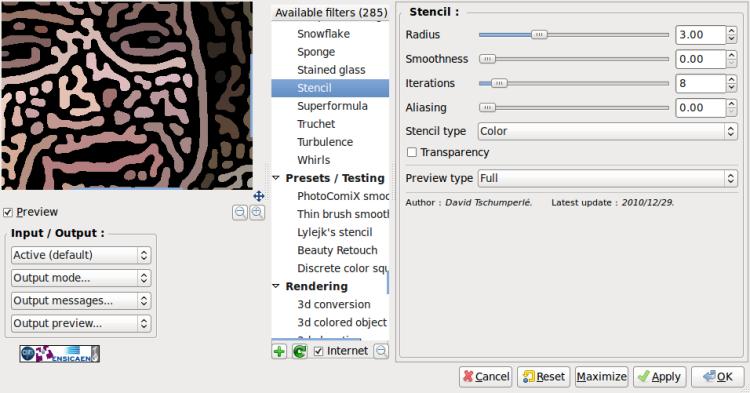 Available filters (285)
Snowflake
Sponge
Stained glass
Stencil
Superformula
Truchet
Turbulence
Whirls
Presets / Testing
PhotoComiX smoo
Thin brush smooth
Lylejk's stencil
Beauty Retouch
Discrete color squ
Rendering
3d conversion
3d colored object
Internet
Preview
Input / Output :
Active (default)
Output mode...
Output messages...
Output preview...
ENSICAEN
Stencil :
Radius 3.00
Smoothness 0.00
Iterations 8
Aliasing 0.00
Stencil type Color
Transparency
Preview type Full
Author : David Tschumperlé. Latest update : 2010/12/29.
Cancel Reset Maximize Apply OK